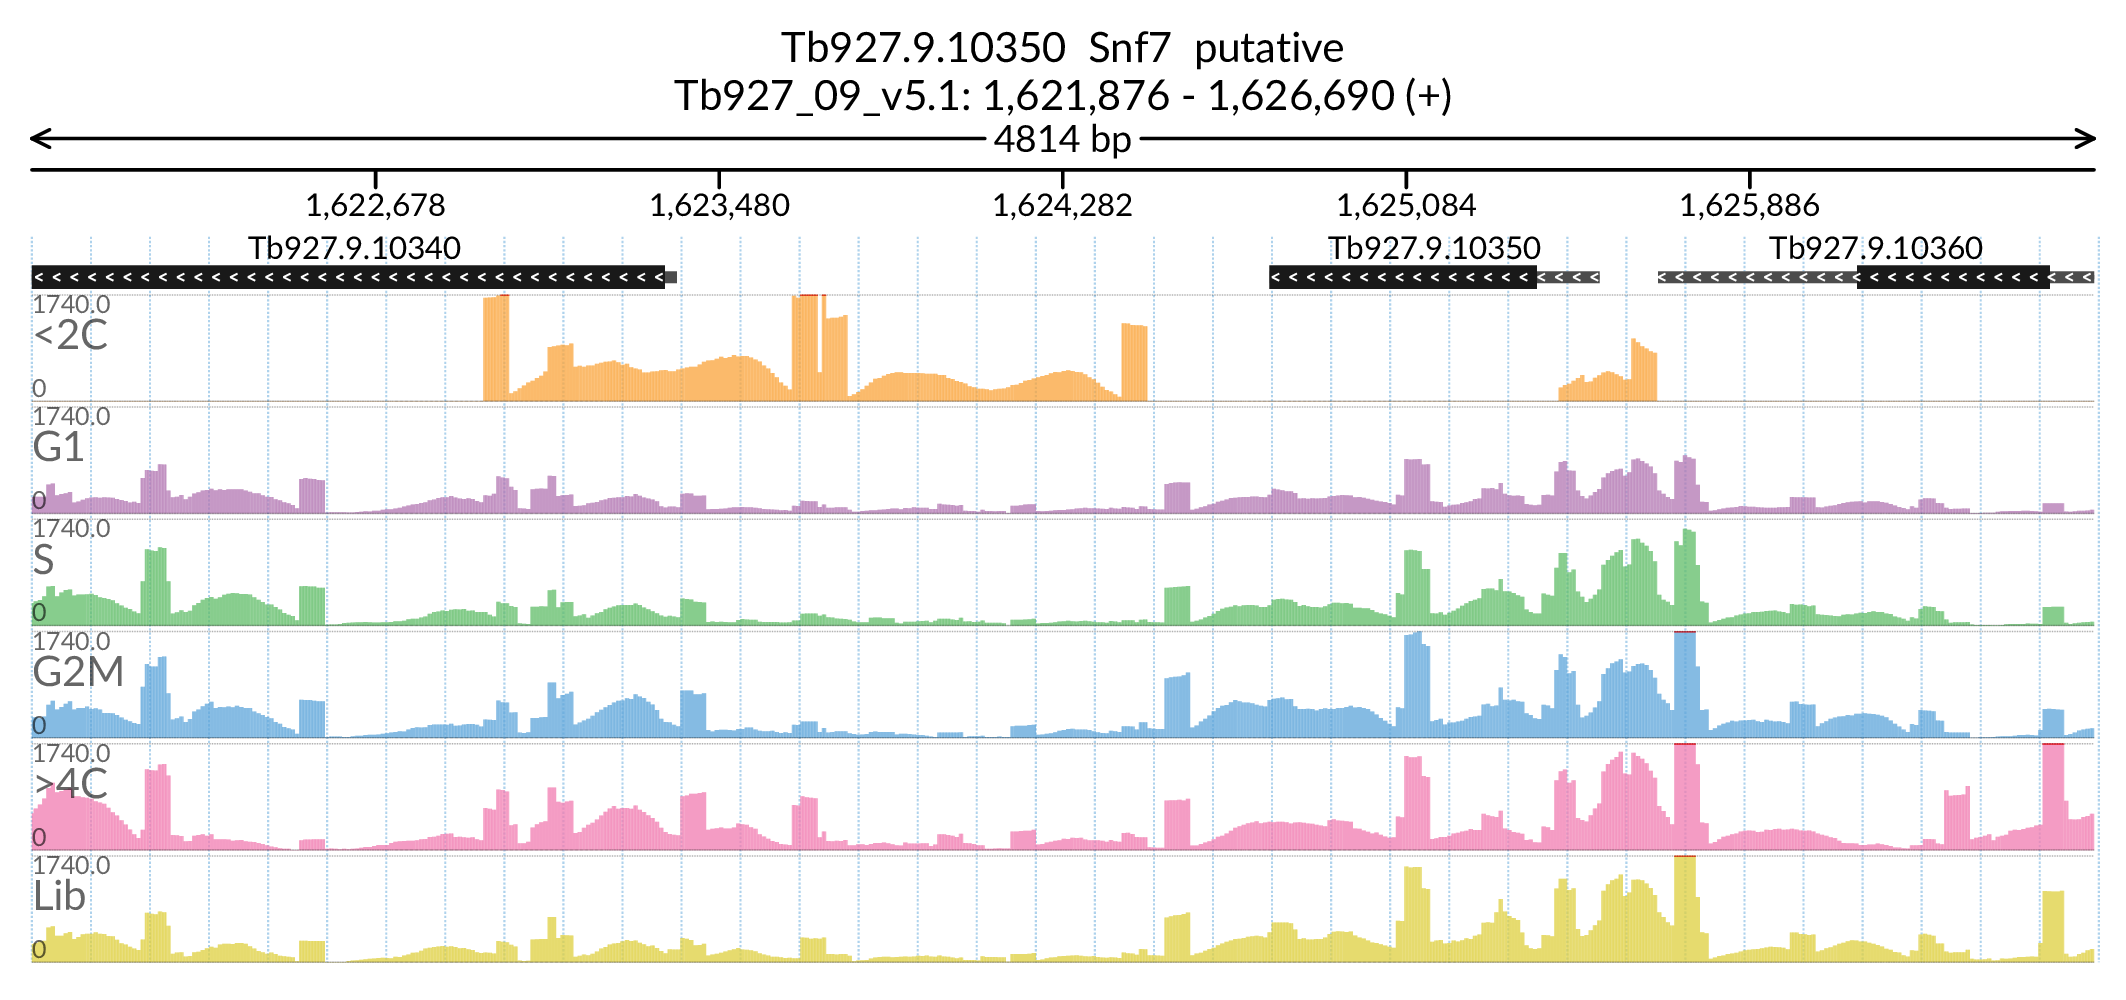 Tb927.9.10350 Snf7 putative
Tb927_09_v5.1: 1,621,876 - 1,626,690 (+)
4814 bp
1,622,678 1,623,480 1,624,282 1,625,084 1,625,886
Tb927.9.10340 Tb927.9.10350 Tb927.9.10360
1740.0
<2C
0
1740.0
G1
0
1740.0
S
0
1740.0
G2M
0
1740.0
>4C
0
1740.0
Lib
0